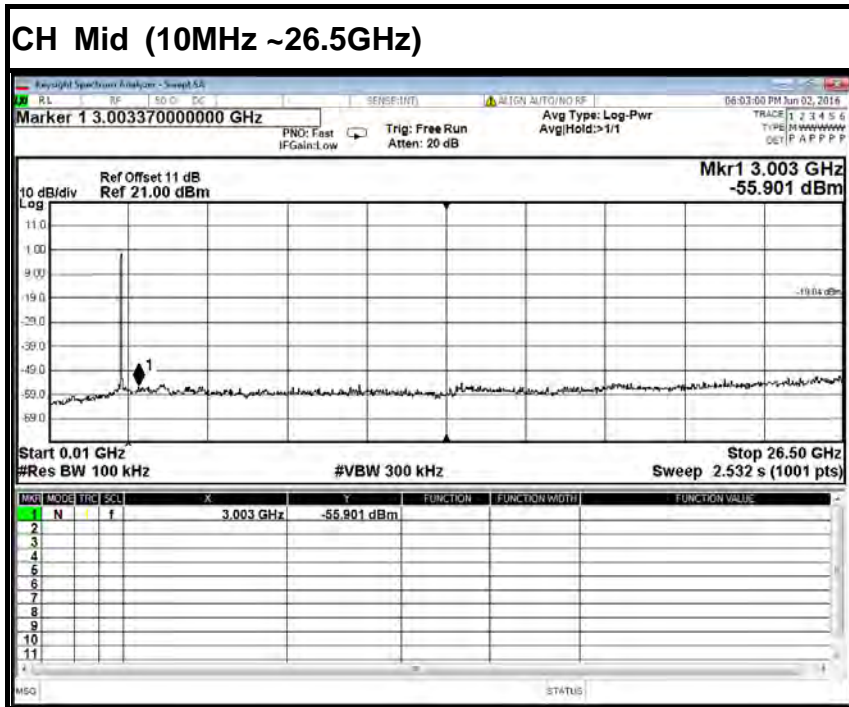 CH Mid (10MHz ~26.5GHz)
Keysight Spectrum Analyzer - Swept SA
RL RF 50 Ω DC SENSE:INT ALIGN AUTO/NO RF 06:03:00 PM Jun 02, 2016
Marker 1 3.003370000000 GHz
PNO: Fast Trig: Free Run Avg Type: Log-Pwr TRACE 1 2 3 4 5 6
IFGain:Low Atten: 20 dB Avg|Hold:>1/1 TYPE M WWWWW
DET P A P P P P
Mkr1 3.003 GHz
-55.901 dBm
Ref Offset 11 dB
10 dB/div Ref 21.00 dBm
Log
11.0
1.00
-9.00
-19.0
-19.04 dBm
-29.0
-39.0
-49.0
1
-59.0
-69.0
Start 0.01 GHz Stop 26.50 GHz
#Res BW 100 kHz #VBW 300 kHz Sweep 2.532 s (1001 pts)
MKR MODE TRC SCL X Y FUNCTION FUNCTION WIDTH FUNCTION VALUE
1 N 1 f 3.003 GHz -55.901 dBm
2
3
4
5
6
7
8
9
10
11
MSG STATUS